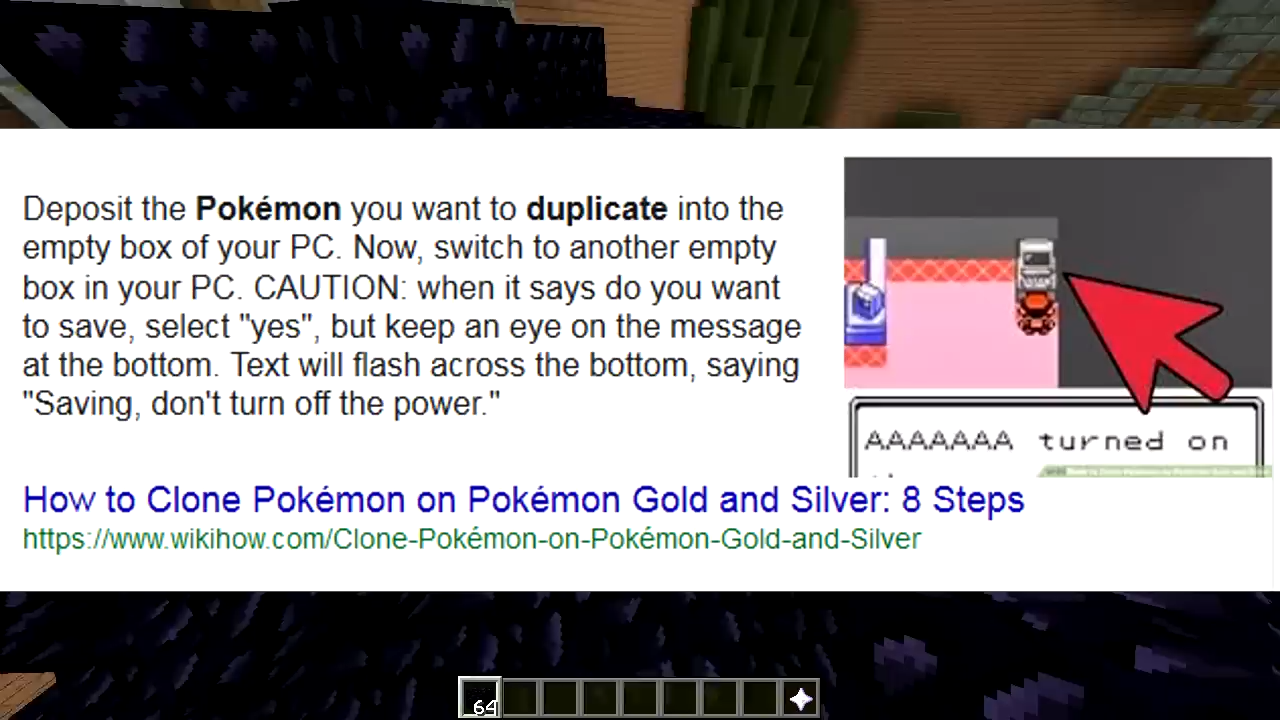 Deposit the Pokémon you want to duplicate into the
empty box of your PC. Now, switch to another empty
box in your PC. CAUTION: when it says do you want
to save, select "yes", but keep an eye on the message
at the bottom. Text will flash across the bottom, saying
"Saving, don't turn off the power."
AAAAAAA turned on
How to Clone Pokémon on Pokémon Gold and Silver: 8 Steps
https://www.wikihow.com/Clone-Pokémon-on-Pokémon-Gold-and-Silver
64